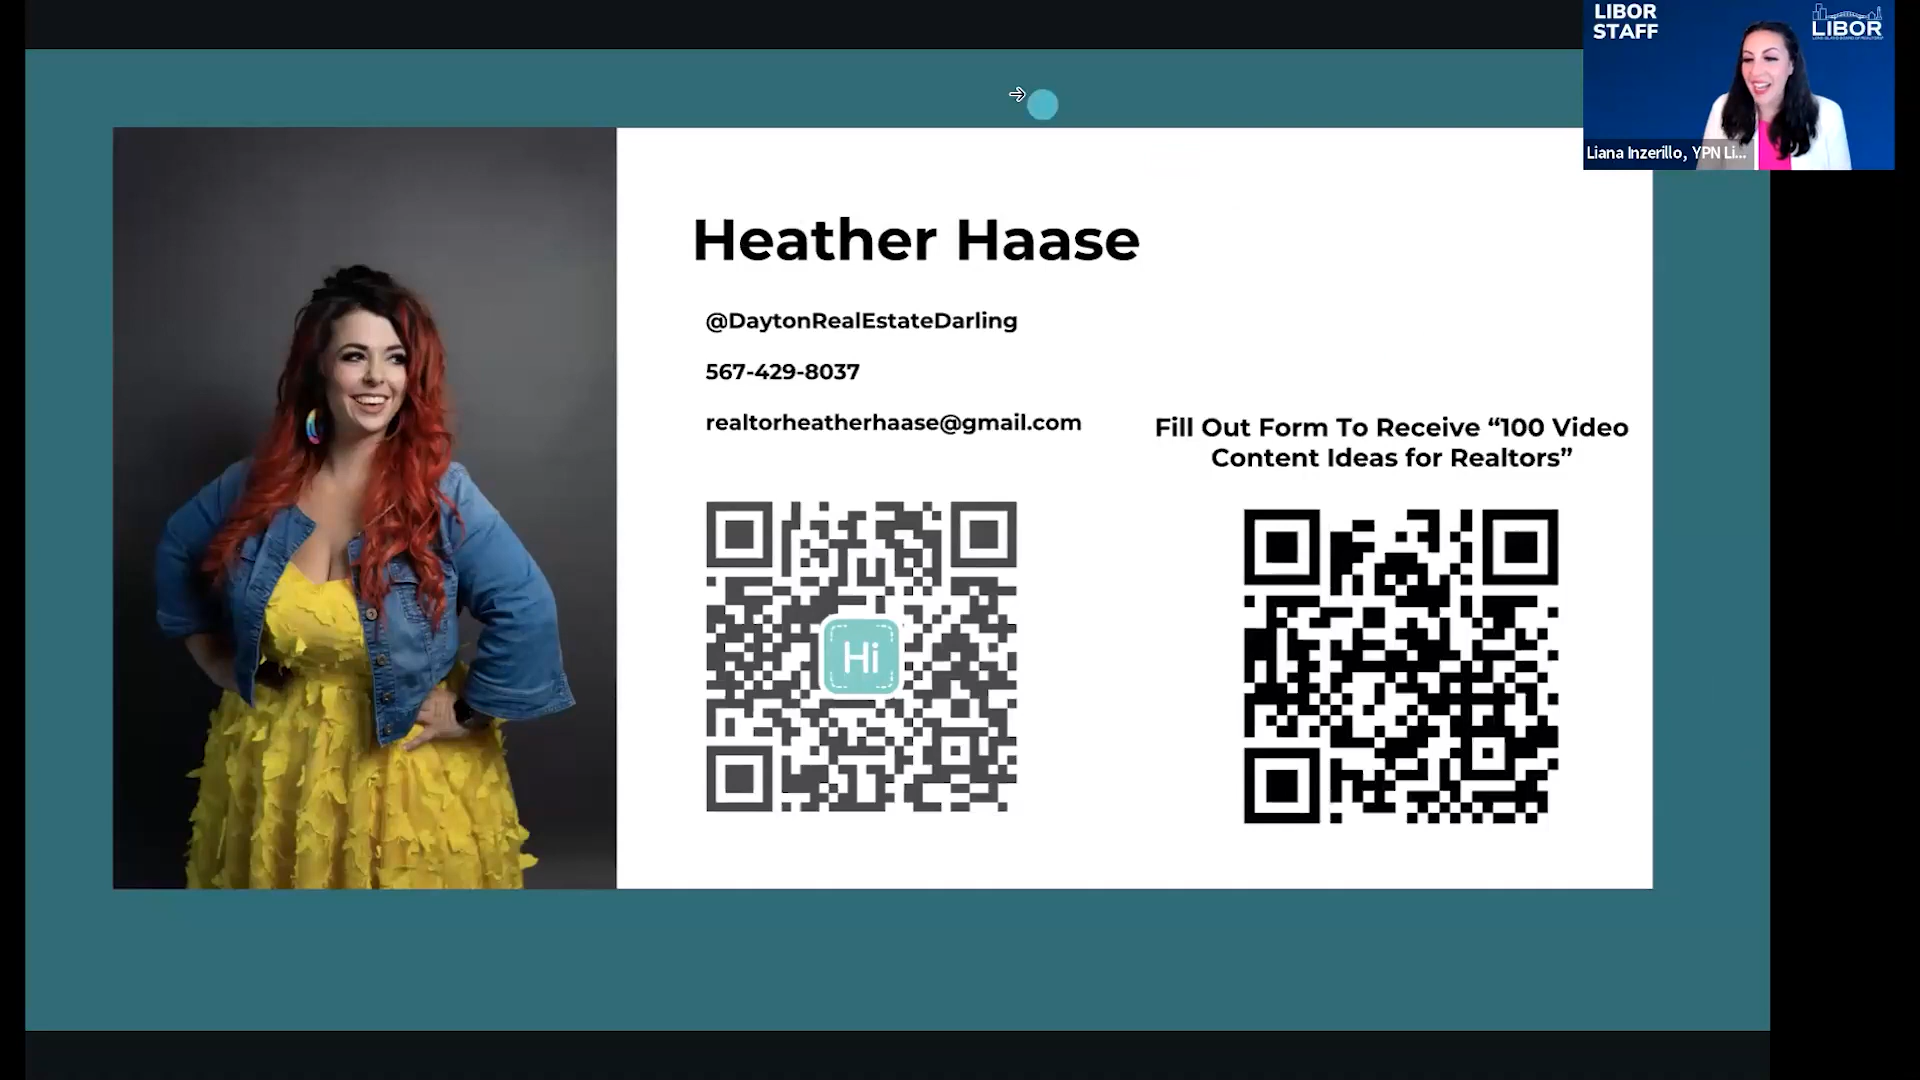 LIBOR
STAFF
LIBOR
Liana Inzerillo, YPN Li...
Heather Haase
@DaytonRealEstateDarling
567-429-8037
realtorheatherhaase@gmail.com
Fill Out Form To Receive “100 Video
Content Ideas for Realtors”
Hi